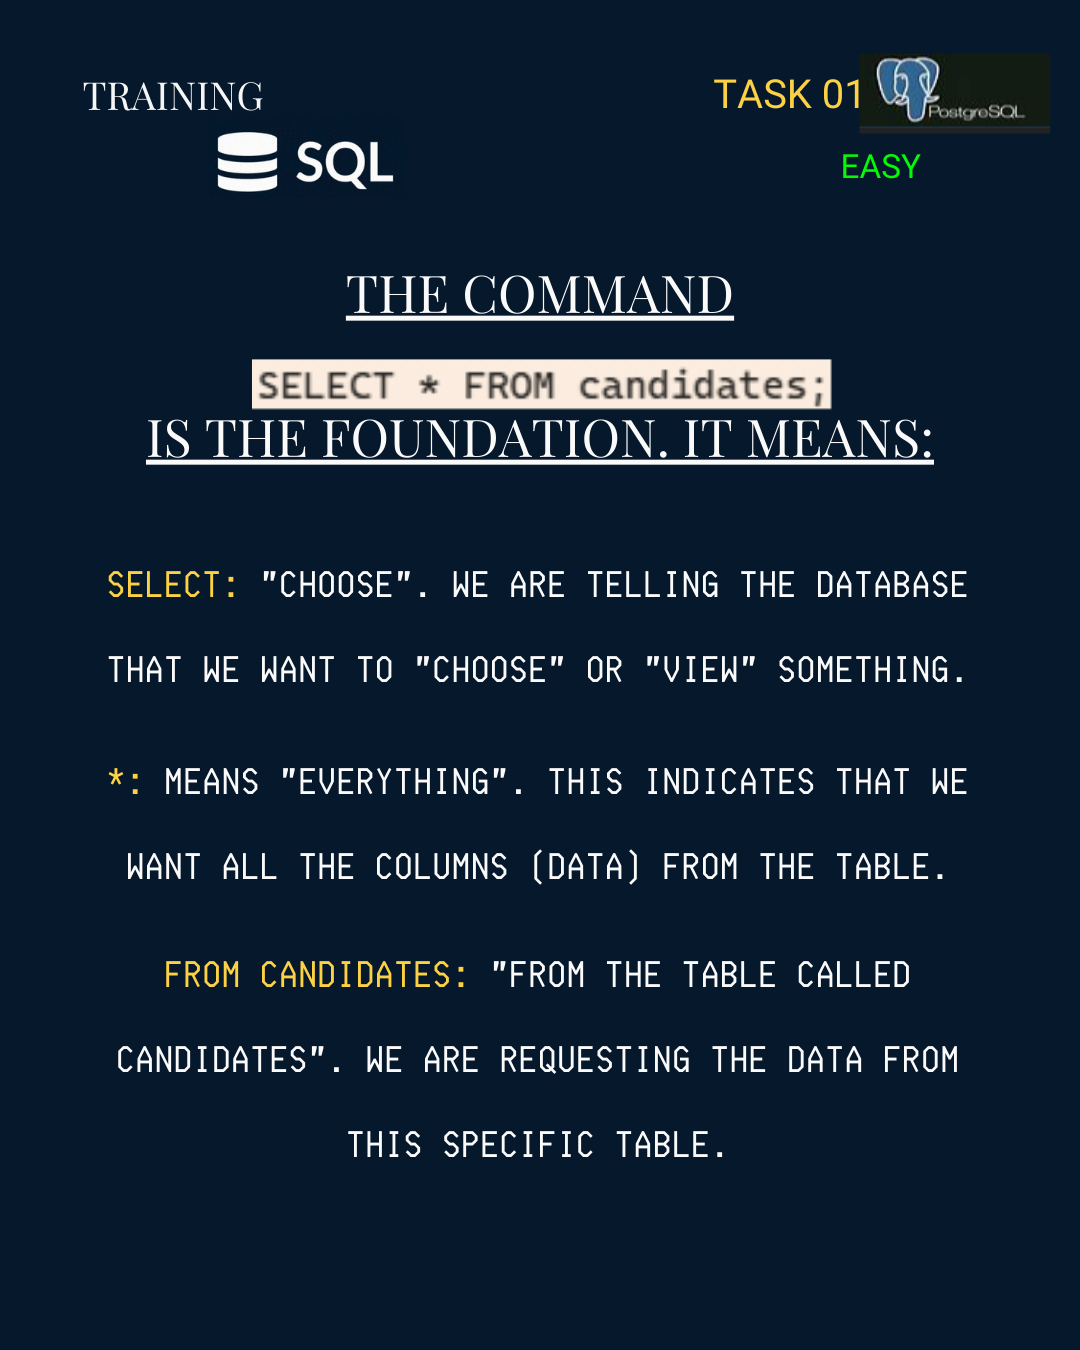 TRAINING
TASK 01
PostgreSQL
SQL
EASY
THE COMMAND
SELECT * FROM candidates;
IS THE FOUNDATION. IT MEANS:
SELECT: "CHOOSE". WE ARE TELLING THE DATABASE
THAT WE WANT TO "CHOOSE" OR "VIEW" SOMETHING.
*: MEANS "EVERYTHING". THIS INDICATES THAT WE
WANT ALL THE COLUMNS (DATA) FROM THE TABLE.
FROM CANDIDATES: "FROM THE TABLE CALLED
CANDIDATES". WE ARE REQUESTING THE DATA FROM
THIS SPECIFIC TABLE.